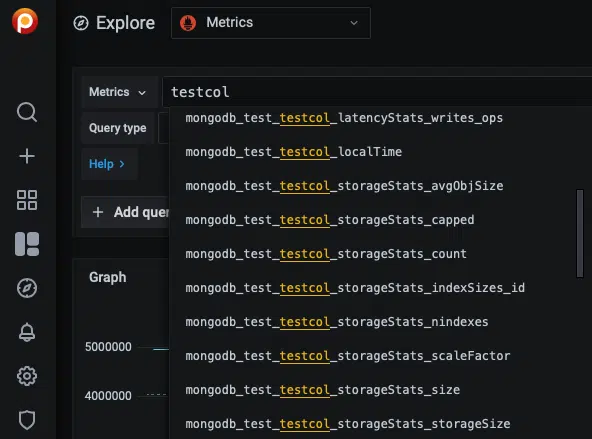 Explore
Metrics
Metrics
testcol
Query type
Help
+ Add quer
mongodb_test_testcol_latencyStats_writes_ops
mongodb_test_testcol_localTime
mongodb_test_testcol_storageStats_avgObjSize
mongodb_test_testcol_storageStats_capped
mongodb_test_testcol_storageStats_count
mongodb_test_testcol_storageStats_indexSizes_id
mongodb_test_testcol_storageStats_nindexes
mongodb_test_testcol_storageStats_scaleFactor
mongodb_test_testcol_storageStats_size
mongodb_test_testcol_storageStats_storageSize
Graph
5000000
4000000